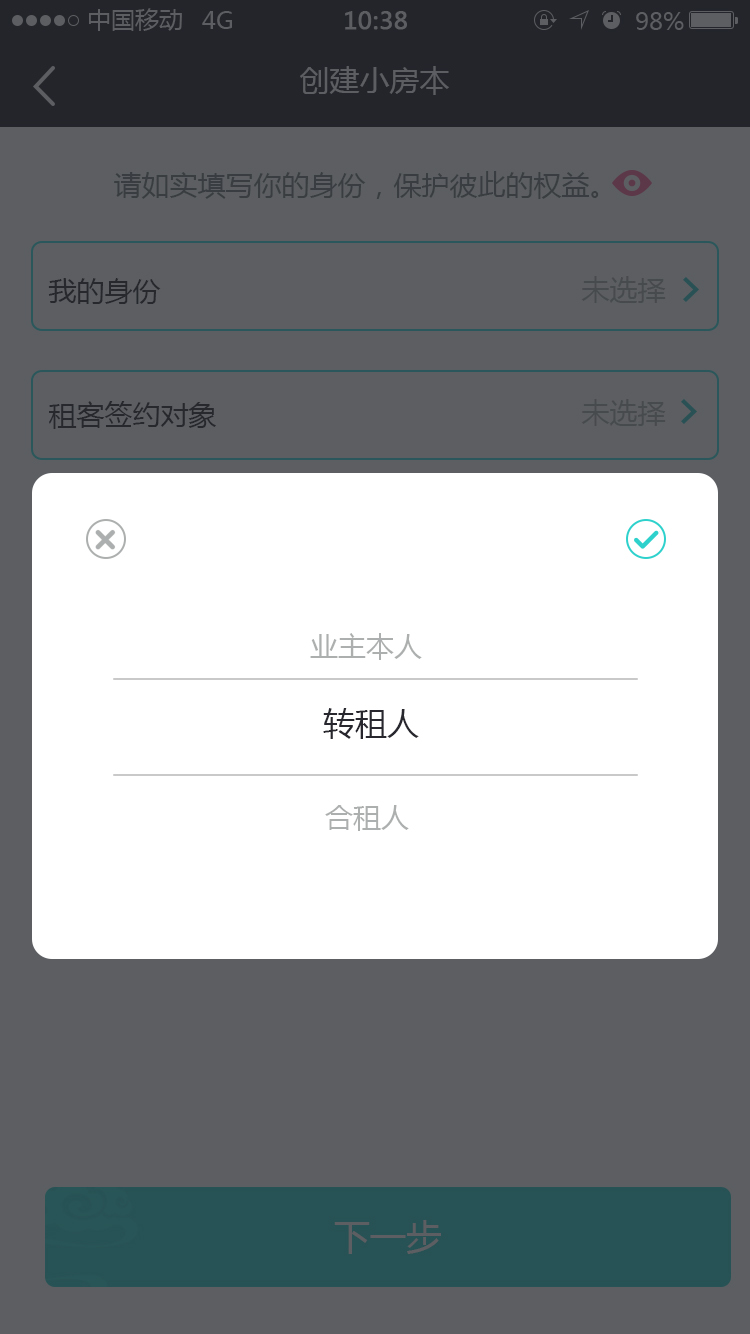 中国移动 4G 10:38 98%
创建小房本
请如实填写你的身份，保护彼此的权益。
我的身份 未选择
租客签约对象 未选择
业主本人
转租人
合租人
下一步